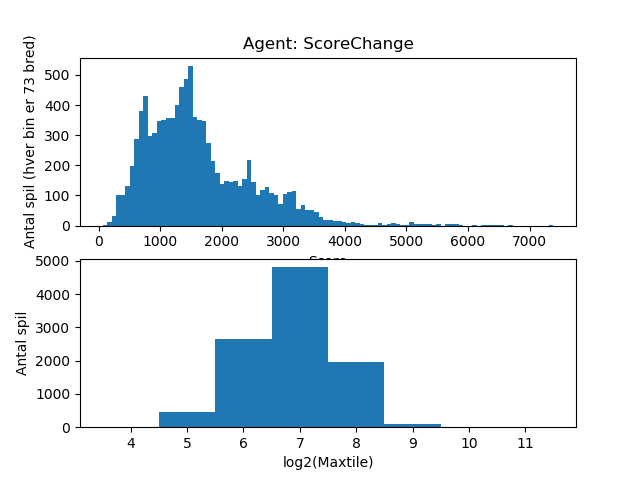 Agent: ScoreChange
Antal spil (hver bin er 73 bred)
500
400
300
200
100
0
0 1000 2000 3000 4000 5000 6000 7000
Antal spil
5000
4000
3000
2000
1000
0
4 5 6 7 8 9 10 11
log2(Maxtile)